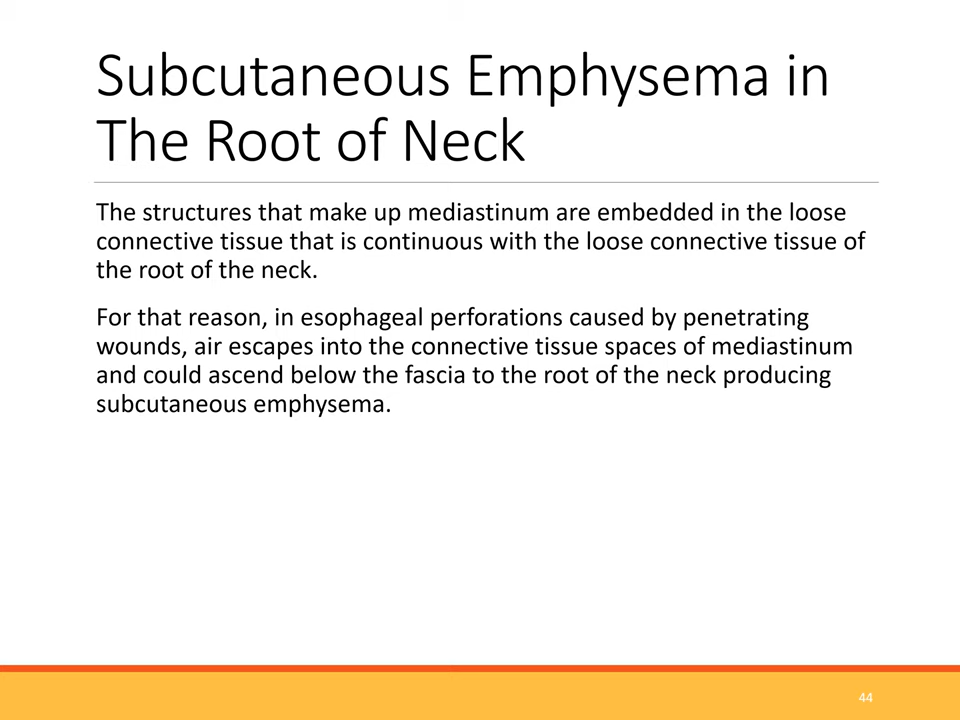 Subcutaneous Emphysema in
The Root of Neck
The structures that make up mediastinum are embedded in the loose
connective tissue that is continuous with the loose connective tissue of
the root of the neck.
For that reason, in esophageal perforations caused by penetrating
wounds, air escapes into the connective tissue spaces of mediastinum
and could ascend below the fascia to the root of the neck producing
subcutaneous emphysema.
44